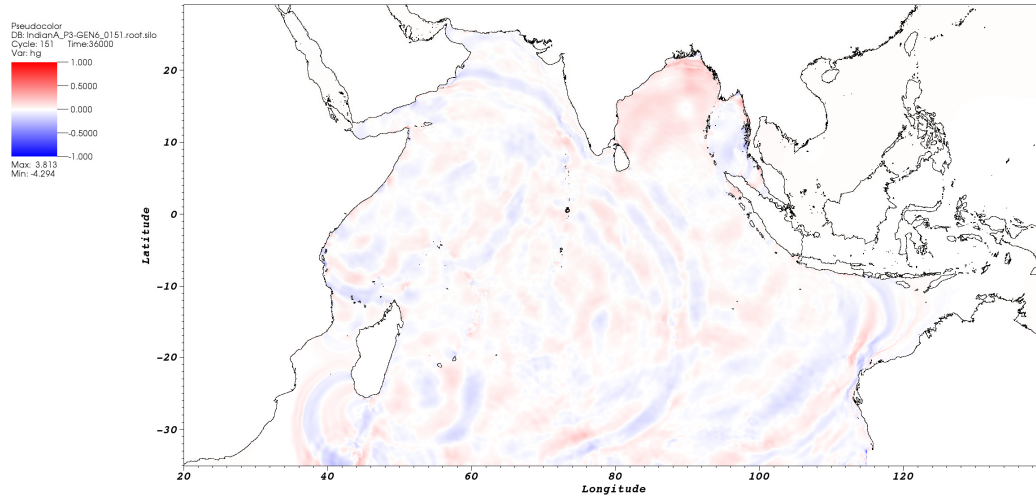 Pseudocolor
DB: IndianA_P3-GEN6_0151.root.silo
Cycle: 151 Time:36000
Var: hg
1.000
0.5000
0.000
-0.5000
-1.000
Max: 3.813
Min: -4.294
20
10
0
-10
-20
-30
Latitude
20 40 60 80 100 120
Longitude